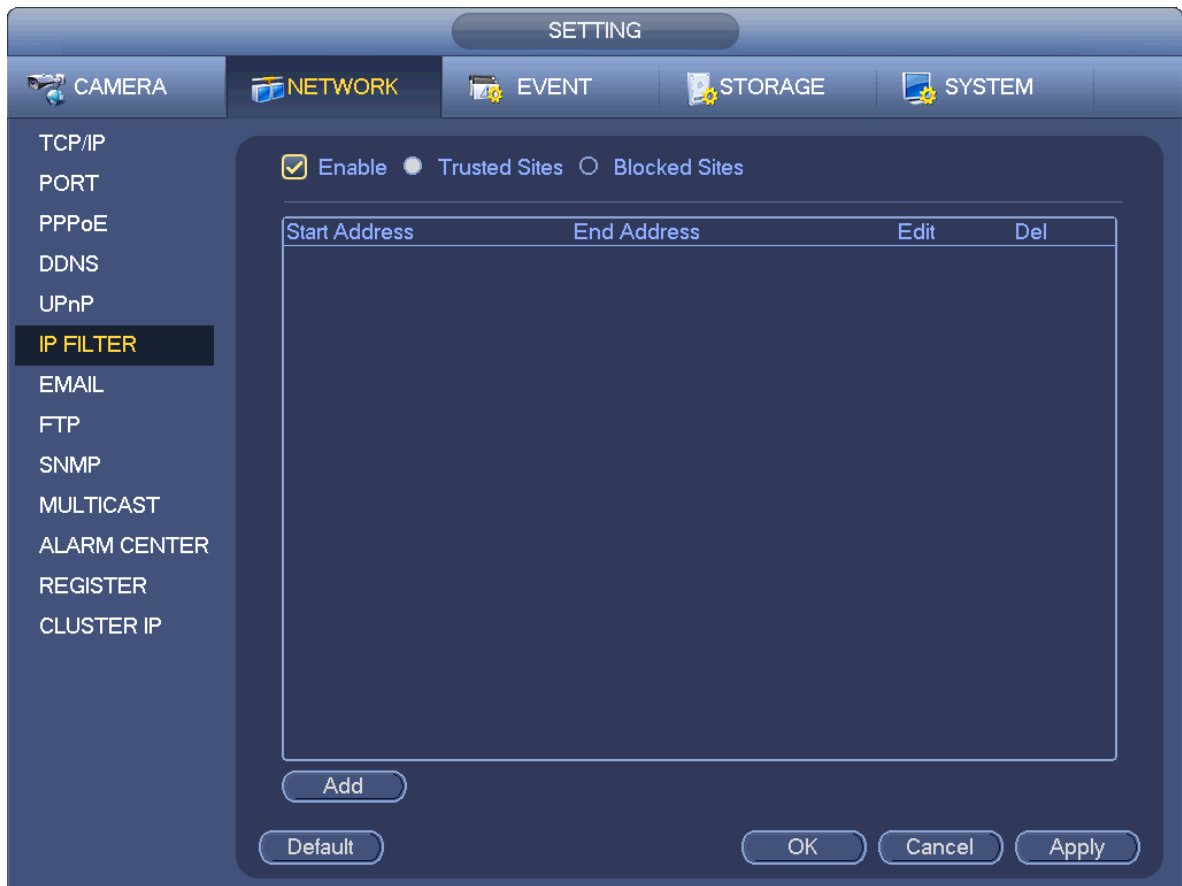 SETTING
CAMERA NETWORK EVENT STORAGE SYSTEM
TCP/IP
PORT
PPPoE
DDNS
UPnP
IP FILTER
EMAIL
FTP
SNMP
MULTICAST
ALARM CENTER
REGISTER
CLUSTER IP
Enable Trusted Sites Blocked Sites
Start Address End Address Edit Del
Add
Default OK Cancel Apply